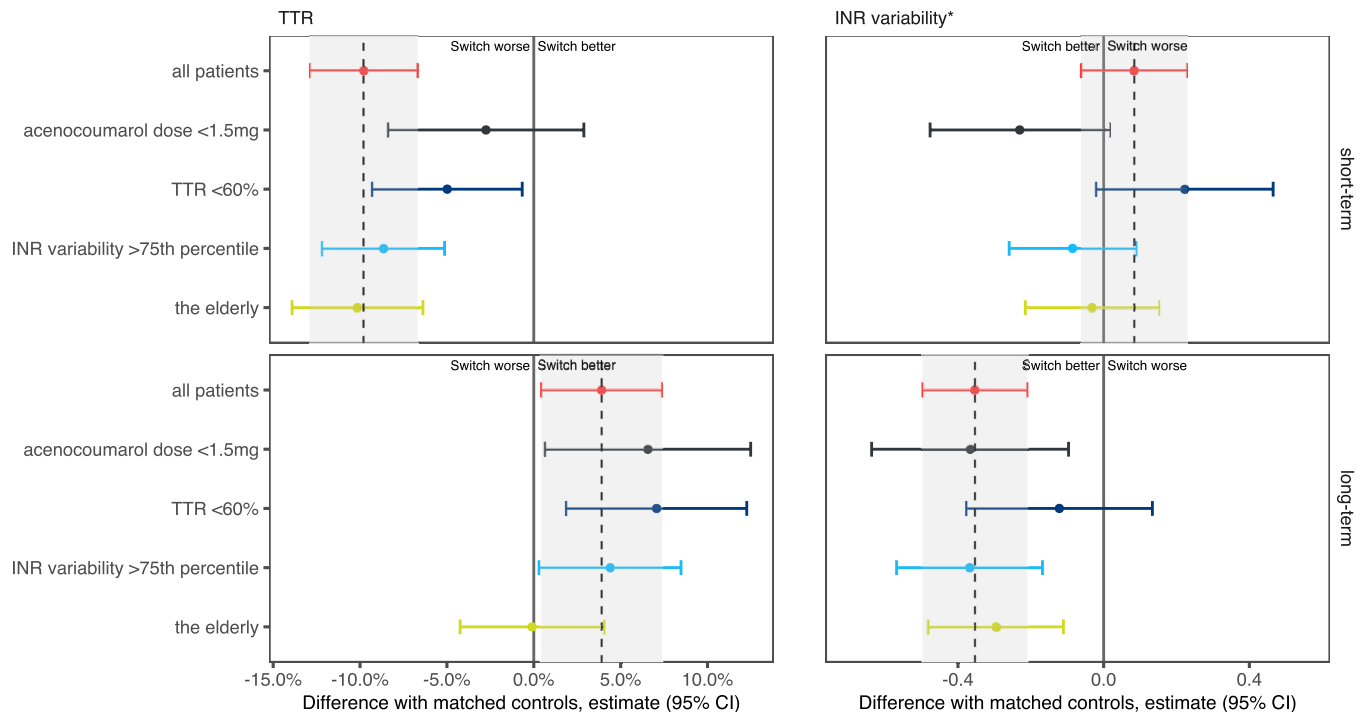 TTR
INR variability*
Switch worse Switch better
Switch better Switch worse
all patients
acenocoumarol dose <1.5mg
TTR <60%
INR variability >75th percentile
the elderly
short-term
Switch worse Switch better
Switch better Switch worse
all patients
acenocoumarol dose <1.5mg
TTR <60%
INR variability >75th percentile
the elderly
long-term
-15.0% -10.0% -5.0% 0.0% 5.0% 10.0%
-0.4 0.0 0.4
Difference with matched controls, estimate (95% CI)
Difference with matched controls, estimate (95% CI)